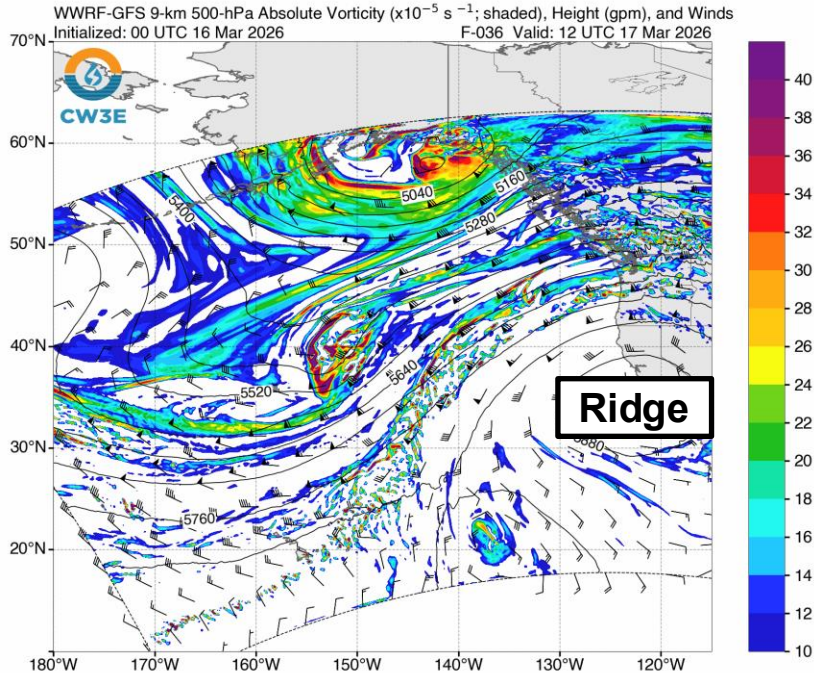 WWRF-GFS 9-km 500-hPa Absolute Vorticity (x10⁻⁵ s ⁻¹; shaded), Height (gpm), and Winds
Initialized: 00 UTC 16 Mar 2026 F-036 Valid: 12 UTC 17 Mar 2026
70°N
CW3E
60°N
5040
5160
5400
5280
50°N
40°N
5640
5520
Ridge
30°N
5760
20°N
180°W 170°W 160°W 150°W 140°W 130°W 120°W
40
38
36
34
32
30
28
26
24
22
20
18
16
14
12
10